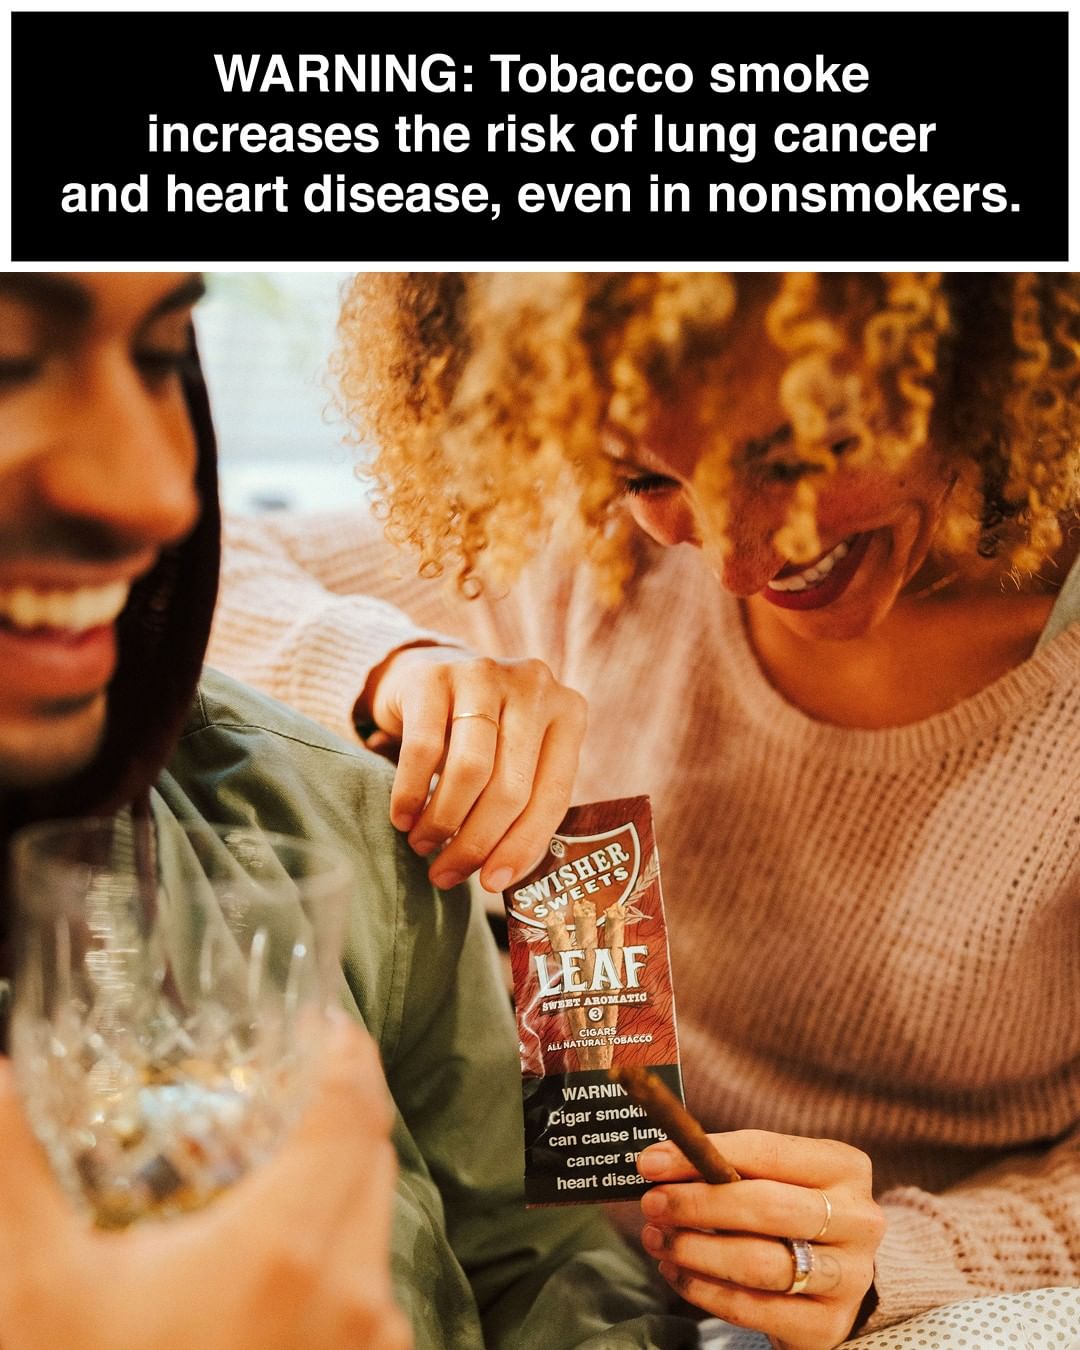 WARNING: Tobacco smoke
increases the risk of lung cancer
and heart disease, even in nonsmokers.
SWISHER
SWEETS
LEAF
SWEET AROMATIC
3
CIGARS
ALL NATURAL TOBACCO
Cigar
can cause lung
cancer
heart